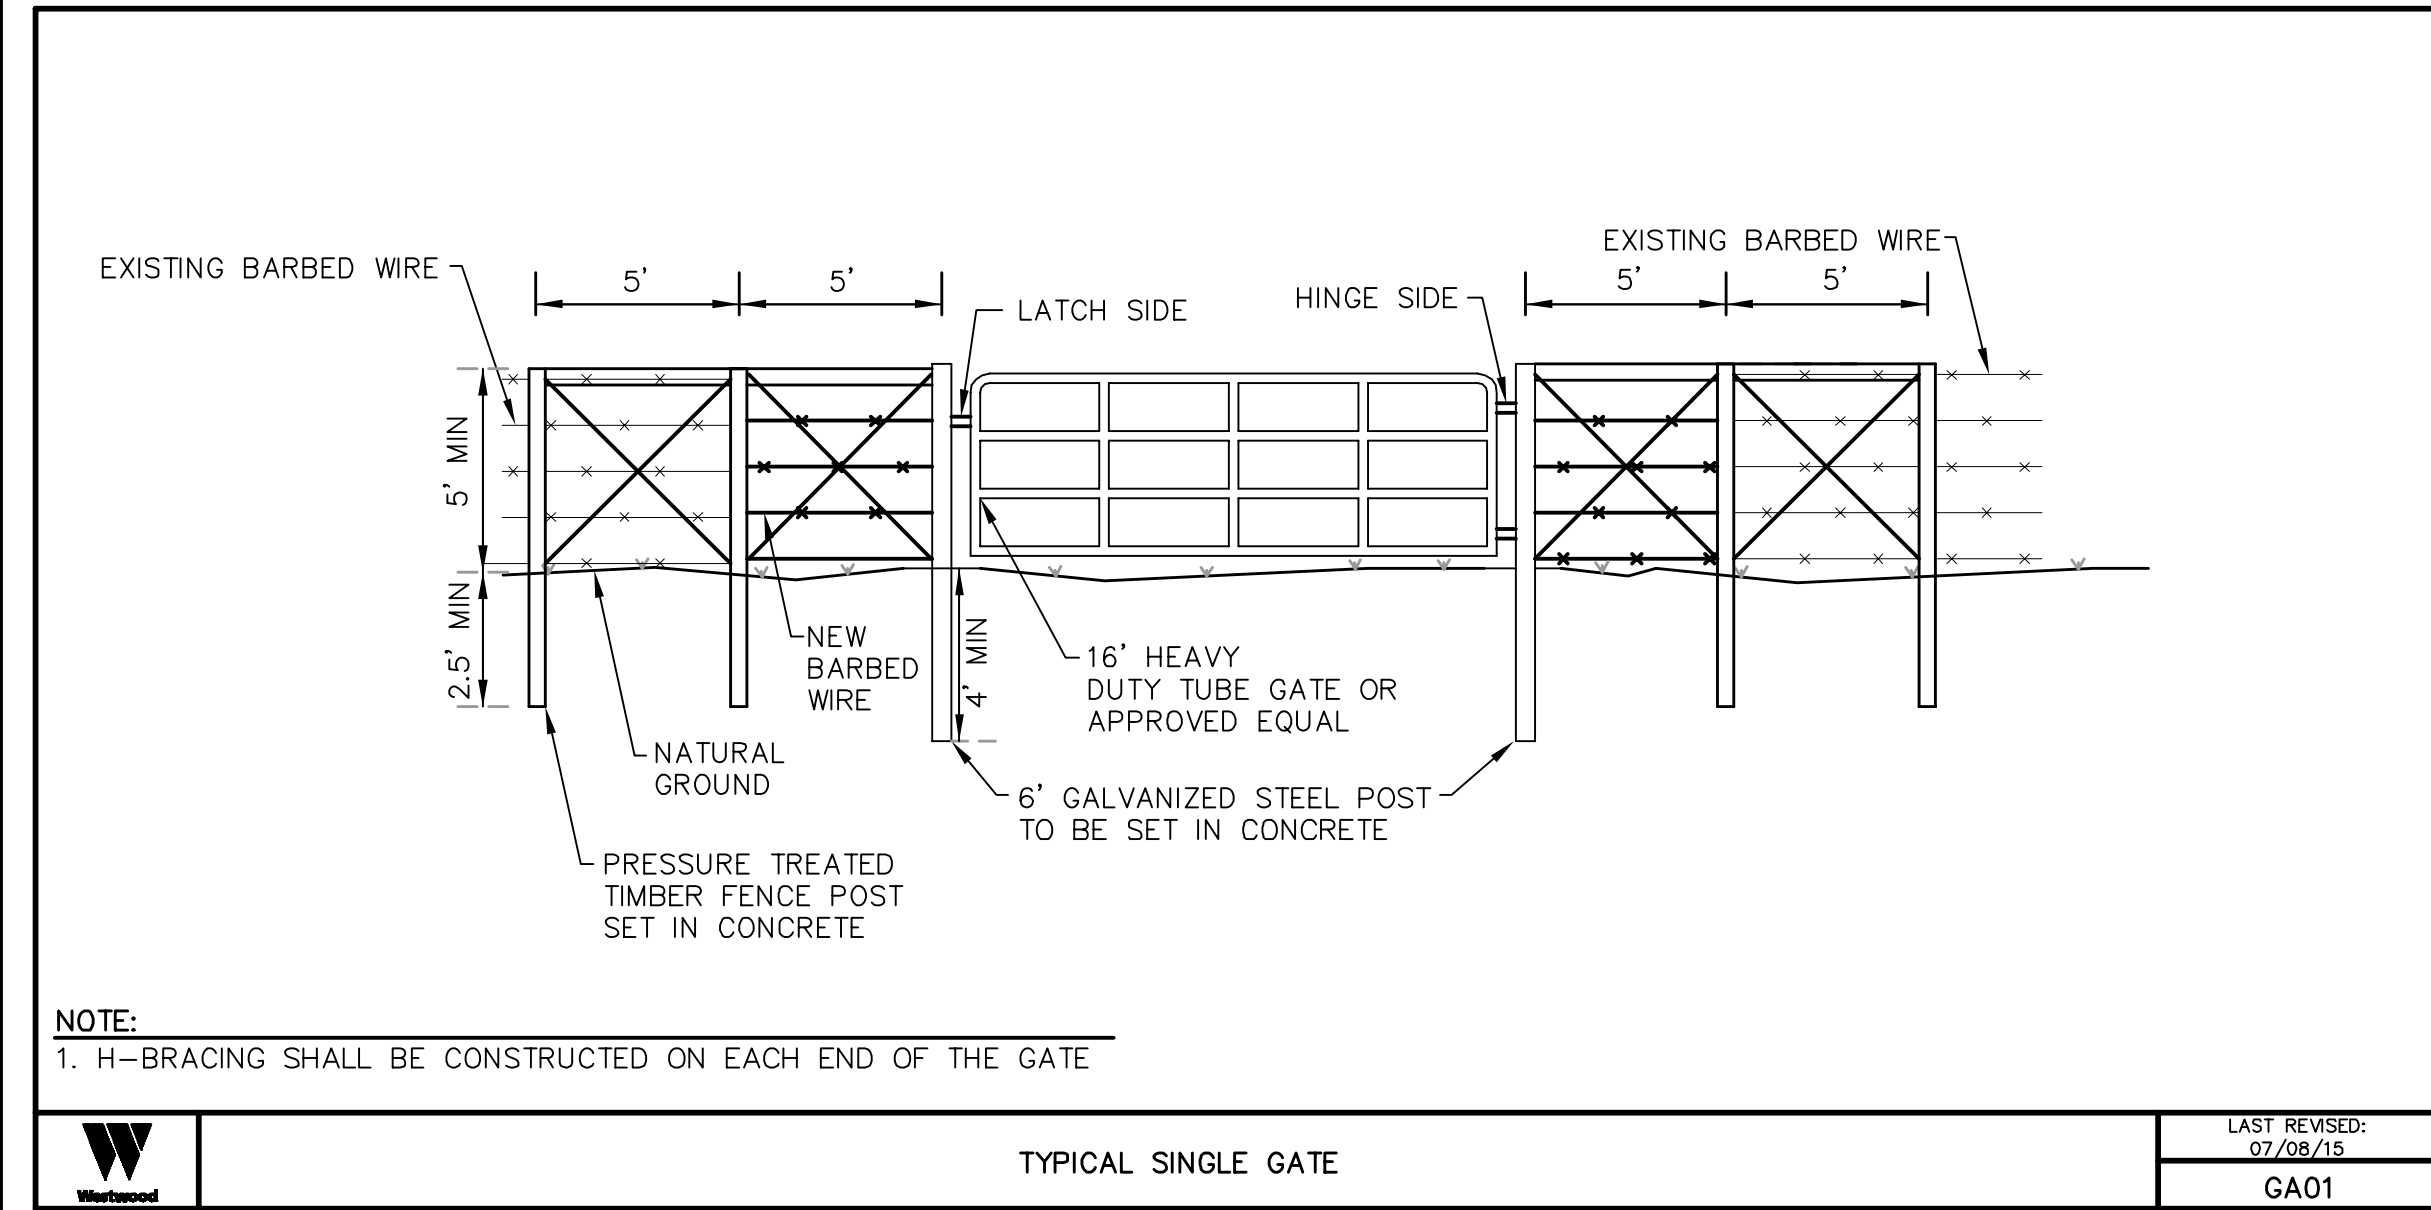 EXISTING BARBED WIRE
5'
5'
LATCH SIDE
HINGE SIDE
EXISTING BARBED WIRE
5'
5'
5' MIN
2.5' MIN
4' MIN
NEW
BARBED
WIRE
16' HEAVY
DUTY TUBE GATE OR
APPROVED EQUAL
NATURAL
GROUND
6' GALVANIZED STEEL POST
TO BE SET IN CONCRETE
PRESSURE TREATED
TIMBER FENCE POST
SET IN CONCRETE
NOTE:
1. H-BRACING SHALL BE CONSTRUCTED ON EACH END OF THE GATE
Westwood
TYPICAL SINGLE GATE
LAST REVISED:
07/08/15
GA01